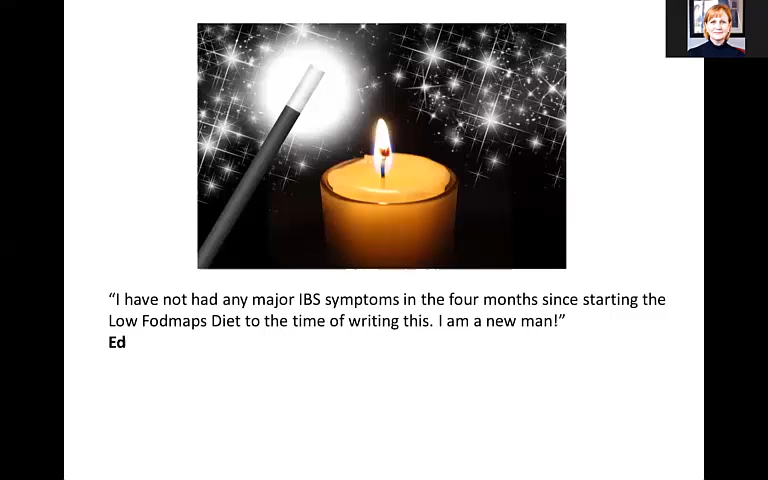 “I have not had any major IBS symptoms in the four months since starting the
Low Fodmaps Diet to the time of writing this. I am a new man!”
Ed